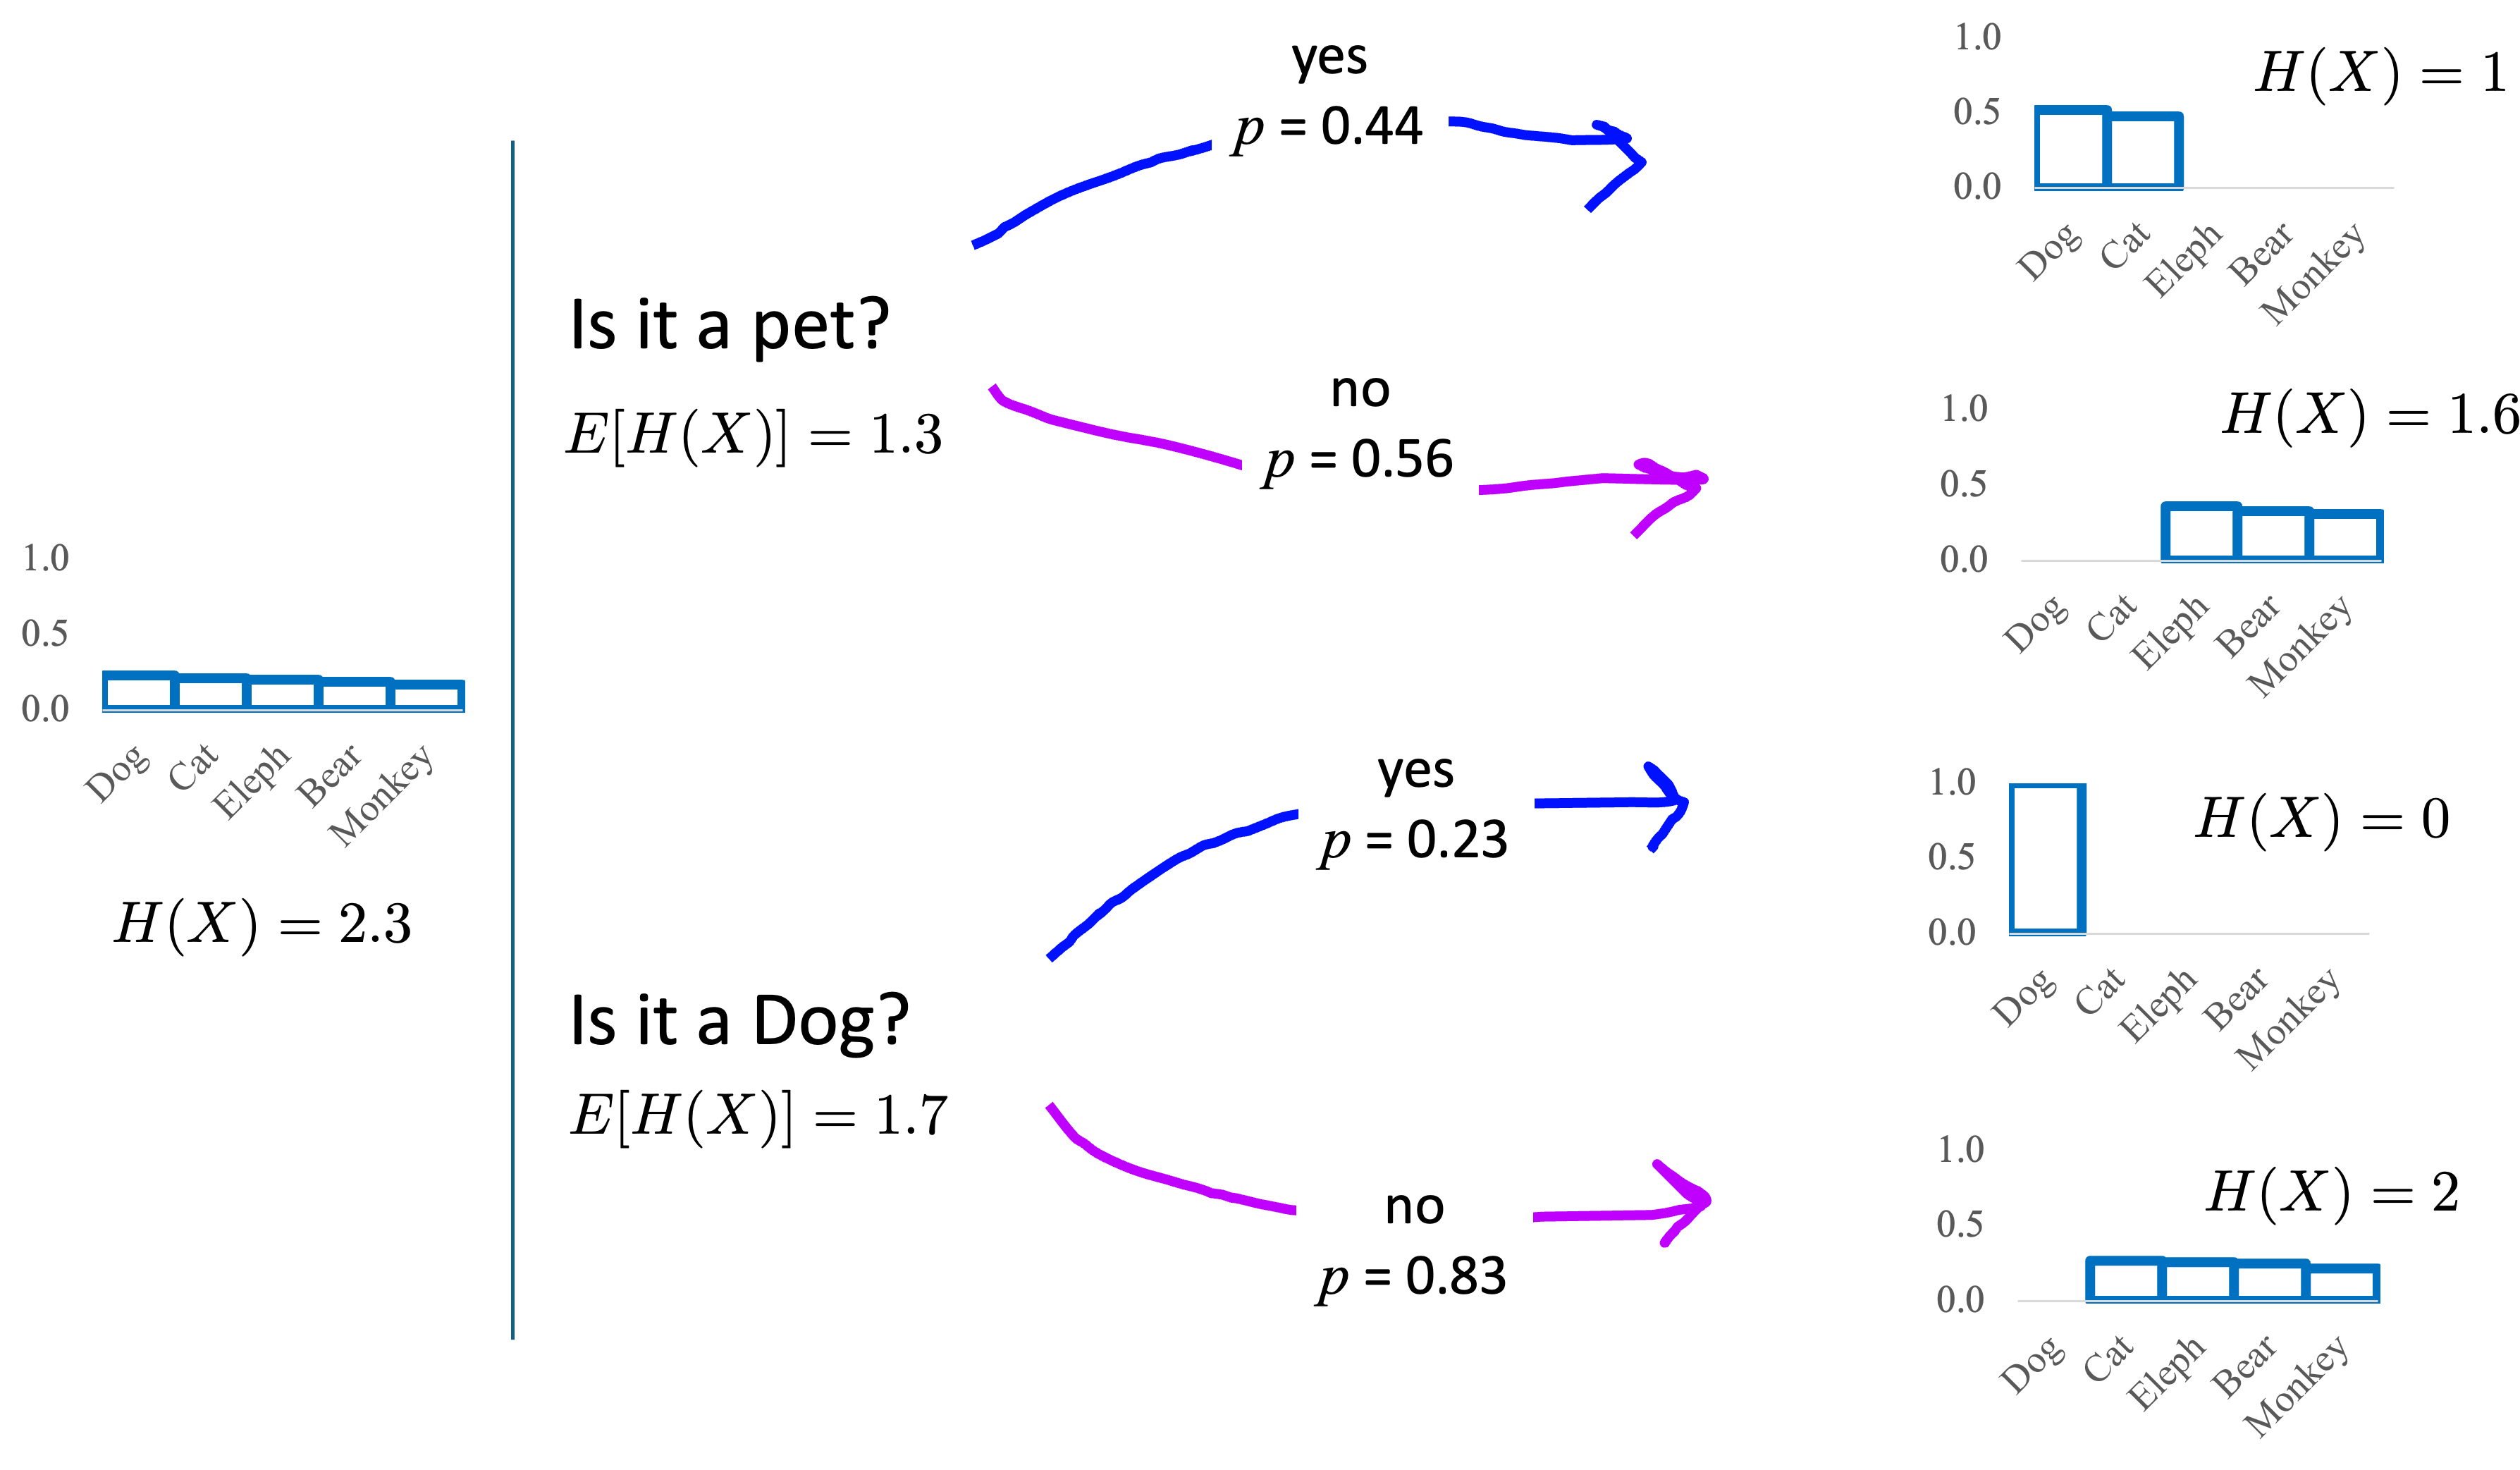 1.0
0.5
0.0
Dog Cat Eleph Bear Monkey
H(X) = 2.3
Is it a pet?
E[H(X)] = 1.3
yes
p = 0.44
no
p = 0.56
1.0
0.5
0.0
H(X) = 1
Dog Cat Eleph Bear Monkey
1.0
0.5
0.0
H(X) = 1.6
Dog Cat Eleph Bear Monkey
Is it a Dog?
E[H(X)] = 1.7
yes
p = 0.23
no
p = 0.83
1.0
0.5
0.0
H(X) = 0
Dog Cat Eleph Bear Monkey
1.0
0.5
0.0
H(X) = 2
Dog Cat Eleph Bear Monkey